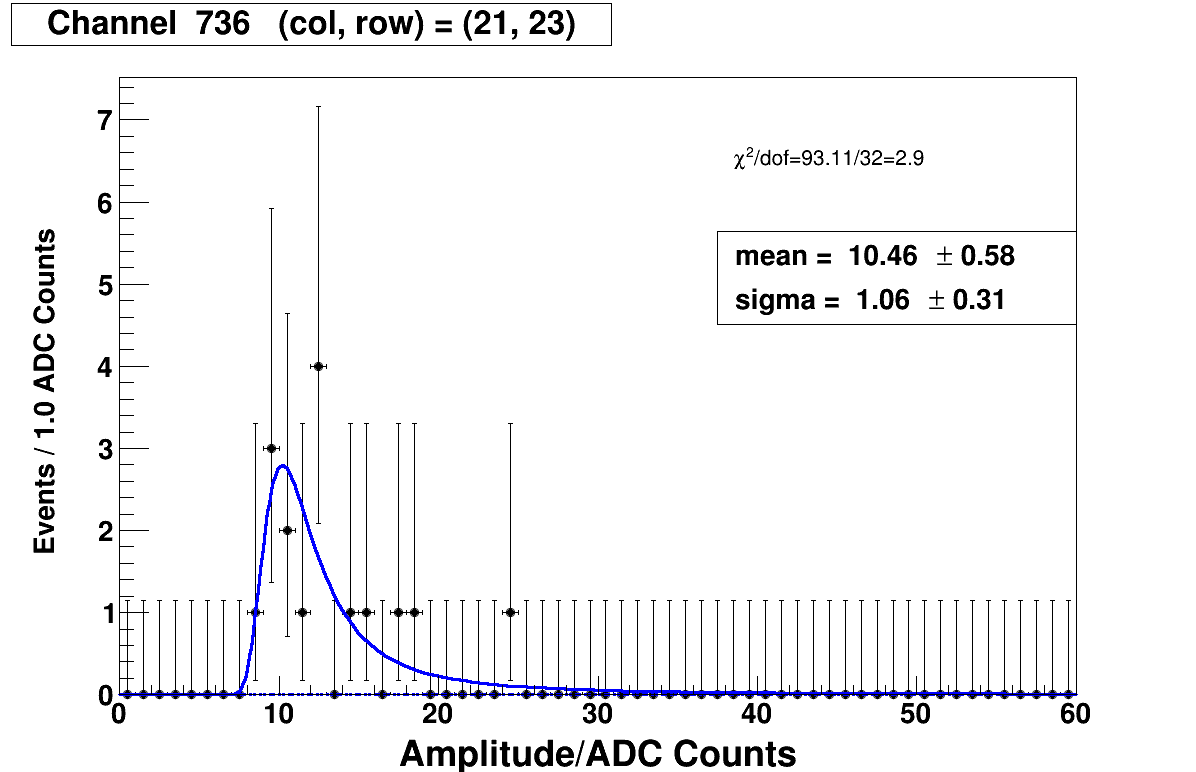 Channel 736 (col, row) = (21, 23)
χ²/dof=93.11/32=2.9
mean = 10.46 ± 0.58
sigma = 1.06 ± 0.31
Events / 1.0 ADC Counts
7
6
5
4
3
2
1
0
0 10 20 30 40 50 60
Amplitude/ADC Counts